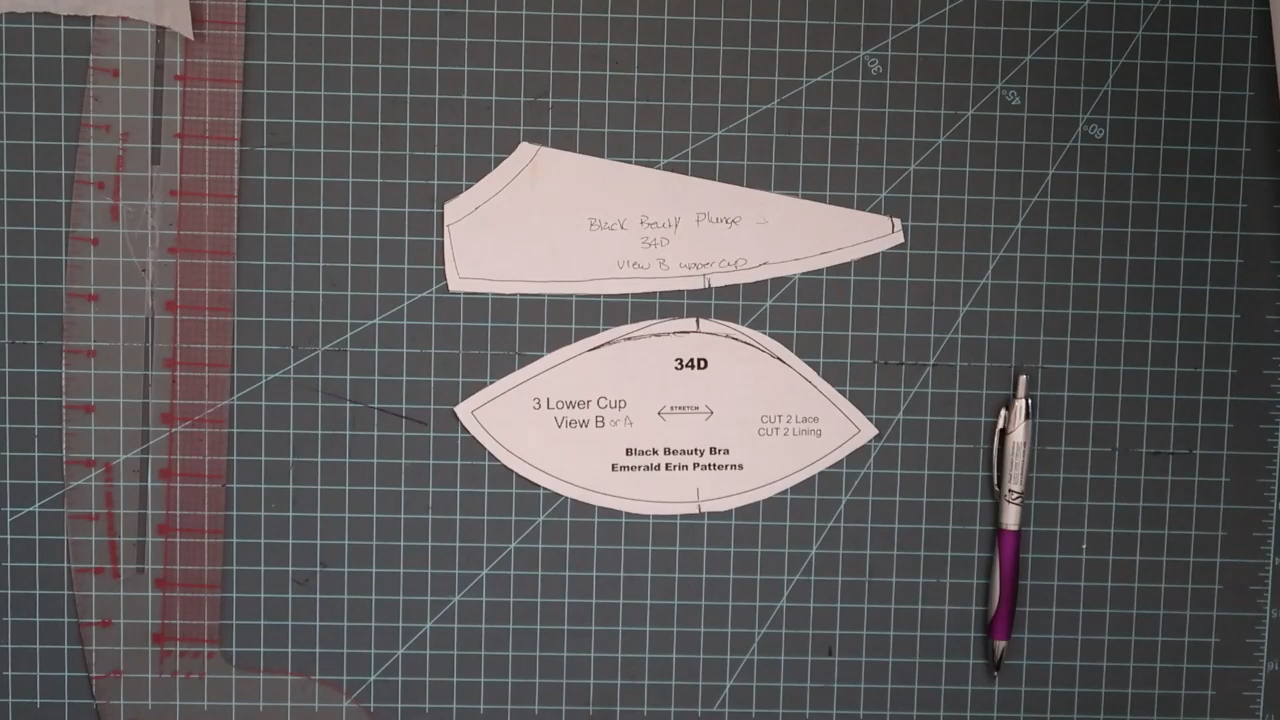 30°
45°
60°
Black Beauty Plunge -
34D
View B upper cup
34D
3 Lower Cup
View B or A
STRETCH
CUT 2 Lace
CUT 2 Lining
Black Beauty Bra
Emerald Erin Patterns